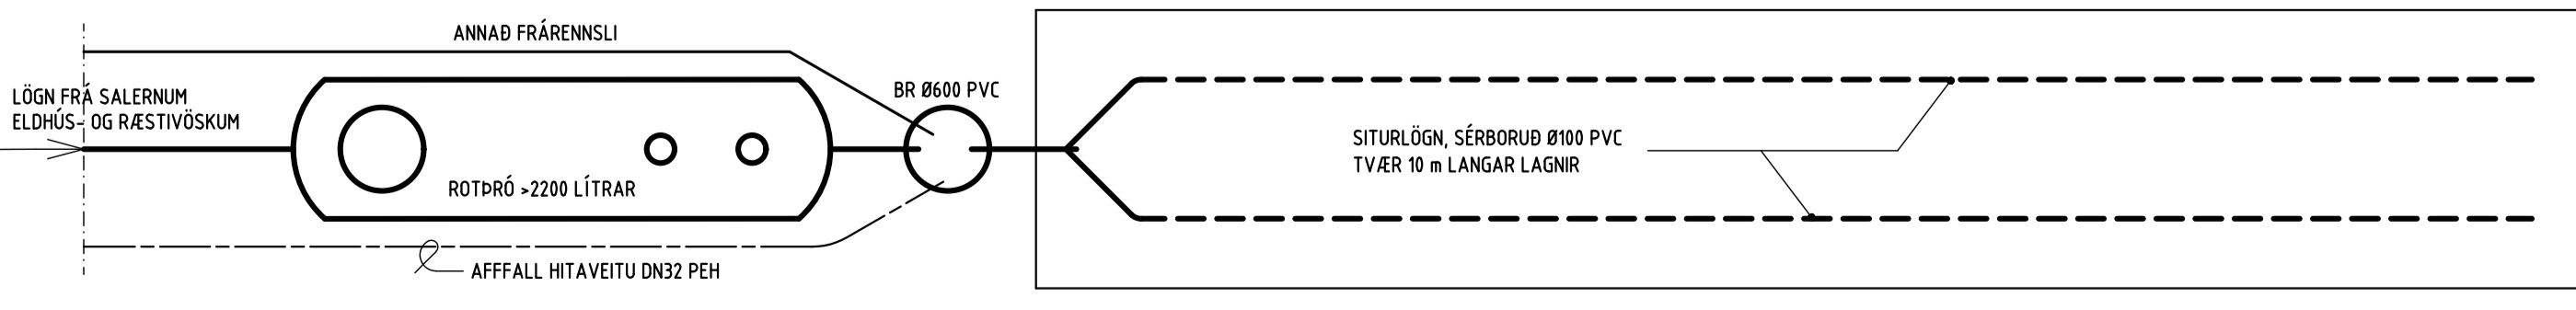 ANNAÐ FRÁRENNSLI
LÖGN FRÁ SALERNUM
ELDHÚS- OG RÆSTIVÖSKUM
BR Ø600 PVC
ROTÞRÓ >2200 LÍTRAR
AFFFALL HITAVEITU DN32 PEH
SITURLÖGN, SÉRBORUÐ Ø100 PVC
TVÆR 10 m LANGAR LAGNIR